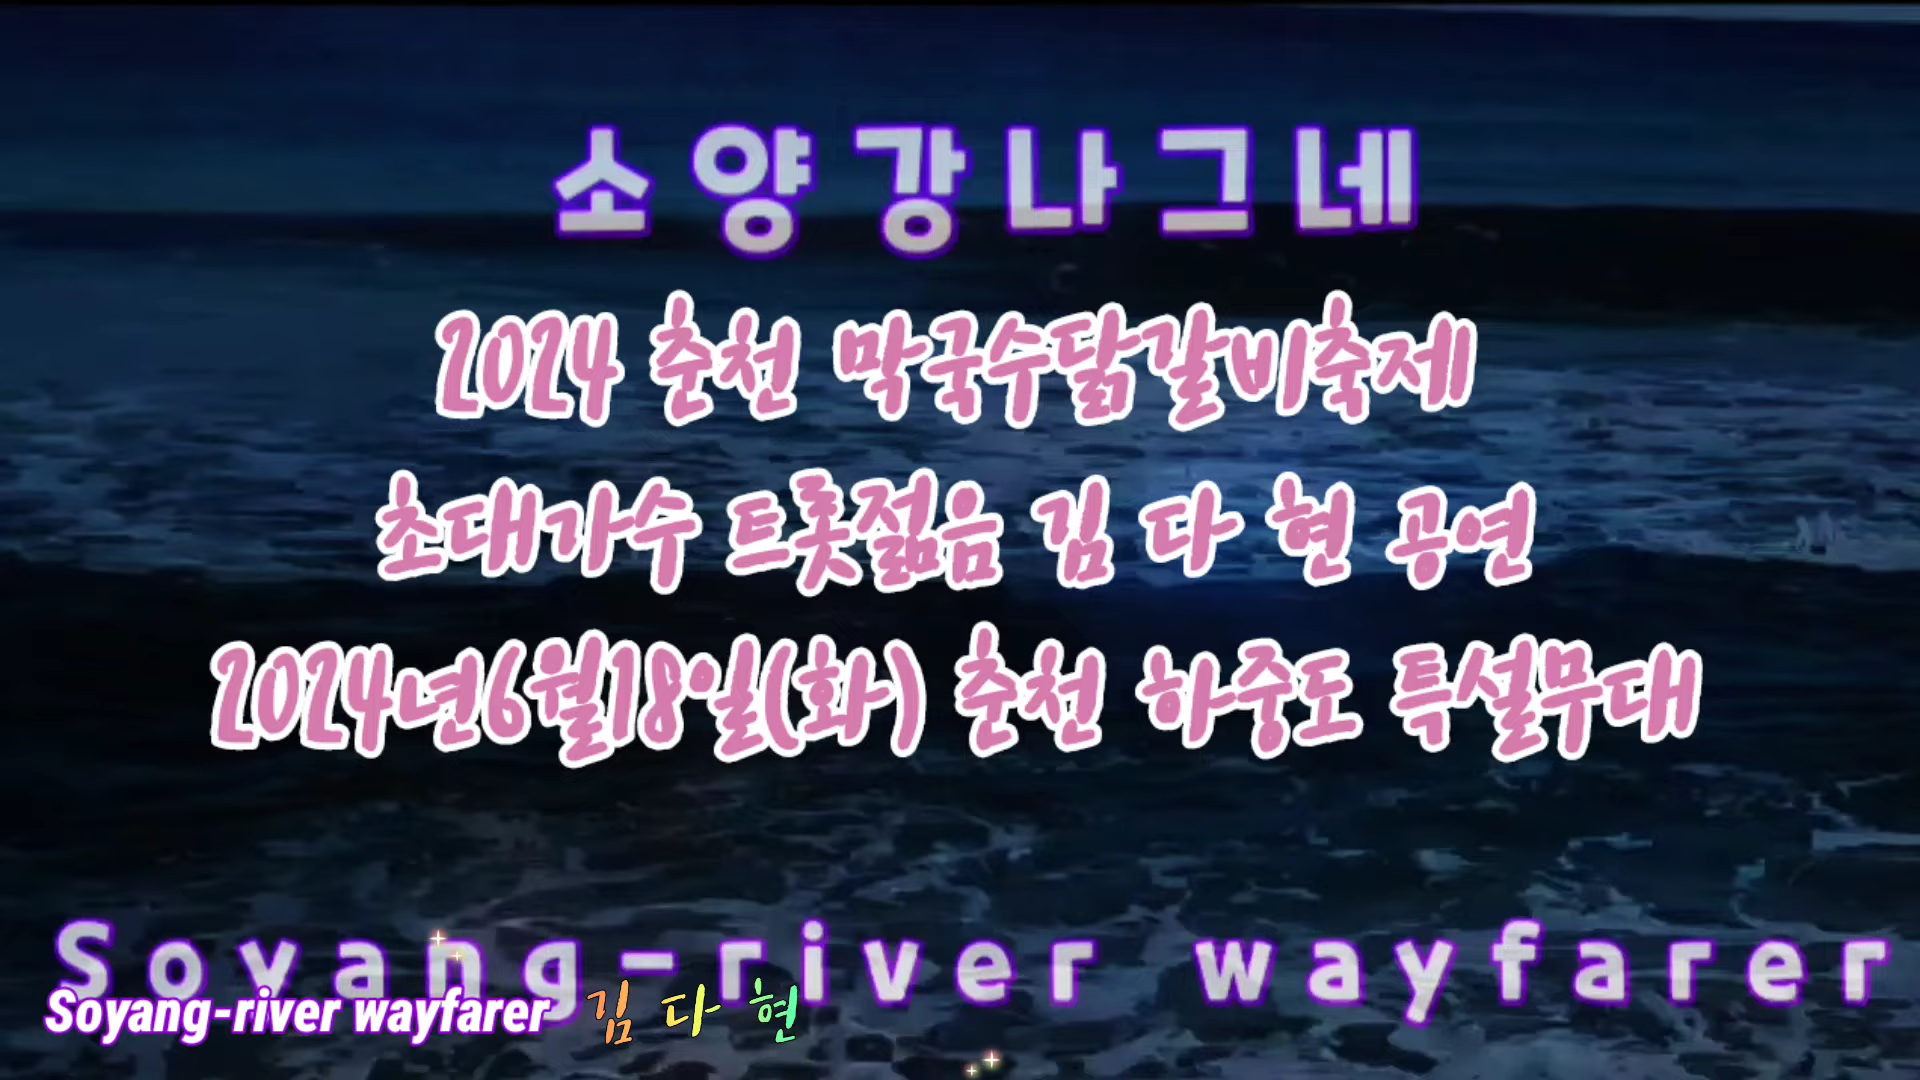 소양강나그네
2024 춘천 막국수닭갈비축제
초대가수 트롯젊음 김 다 현 공연
2024년6월18일(화) 춘천 하중도 특설무대
Soyang-river wayfarer
Soyang-river wayfarer 김 다 현